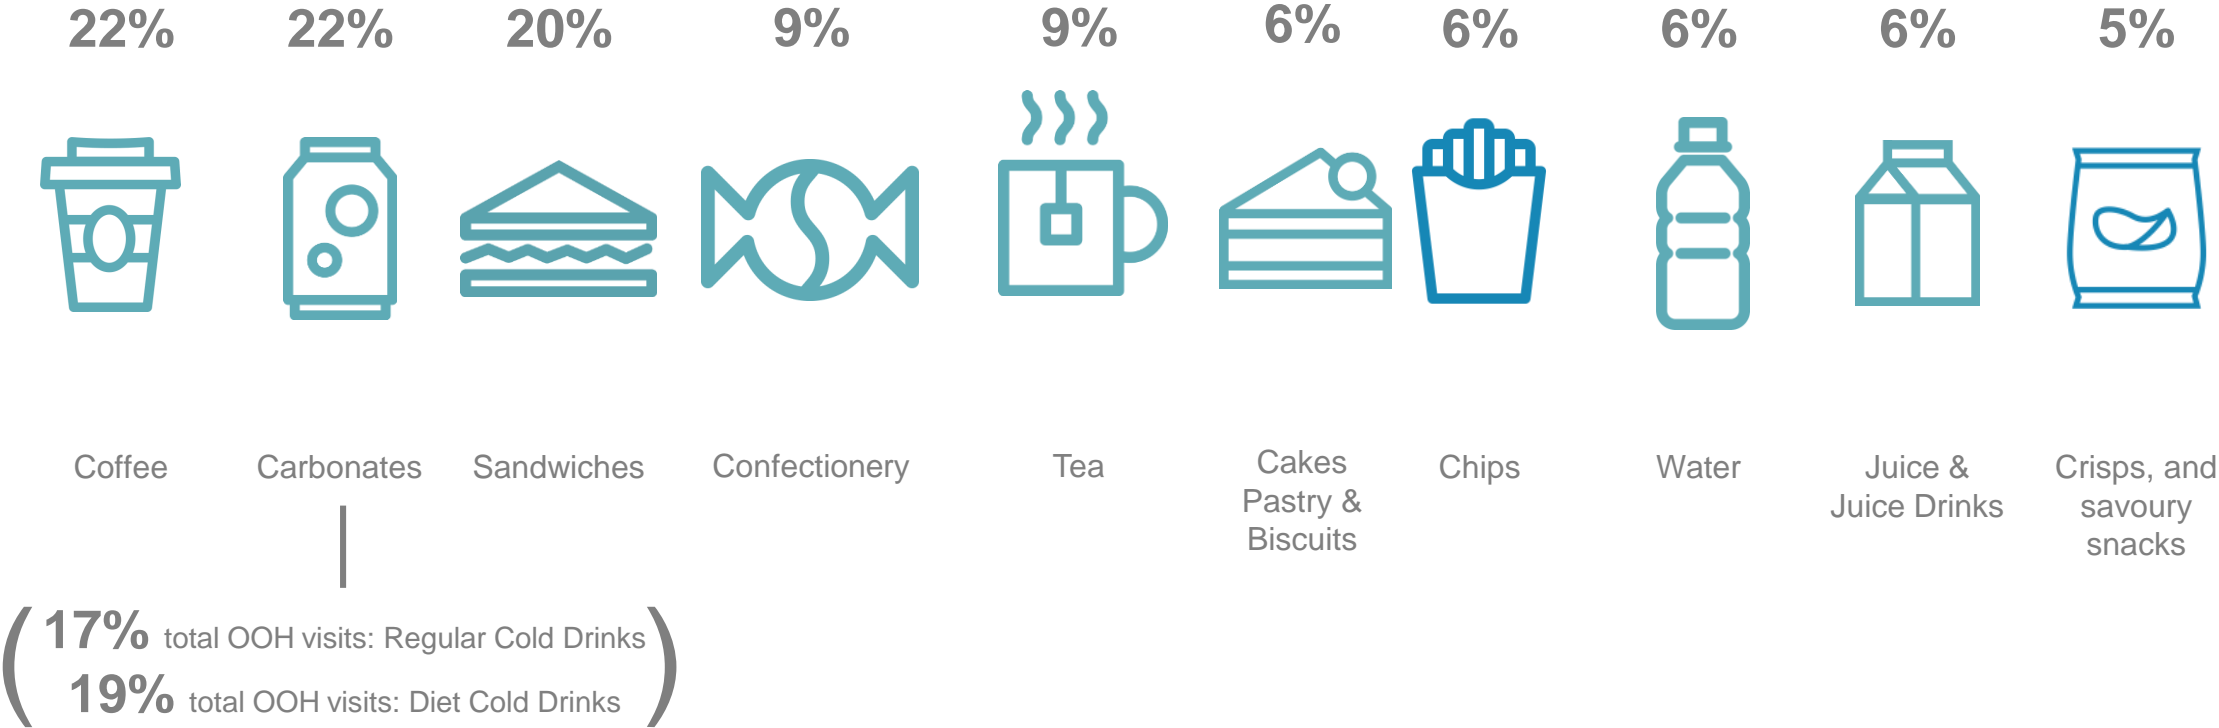 22% 22% 20% 9% 9% 6% 6% 6% 6% 5%
Coffee Carbonates Sandwiches Confectionery Tea Cakes Chips Water Juice & Crisps, and
Pastry & Juice Drinks savoury
Biscuits snacks
(17% total OOH visits: Regular Cold Drinks
19% total OOH visits: Diet Cold Drinks)